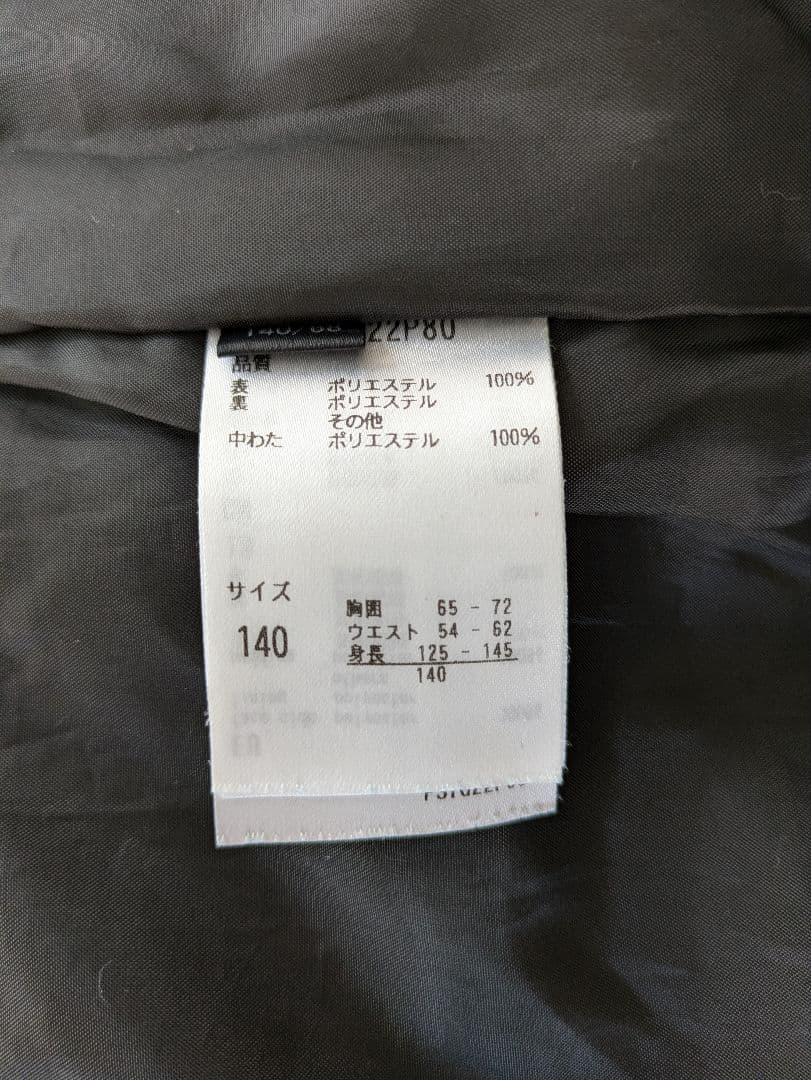 22P80
品質
表 ポリエステル 100%
裏 ポリエステル
その他
中わた ポリエステル 100%
サイズ
140
胸囲 65 - 72
ウエスト 54 - 62
身長 125 - 145
140